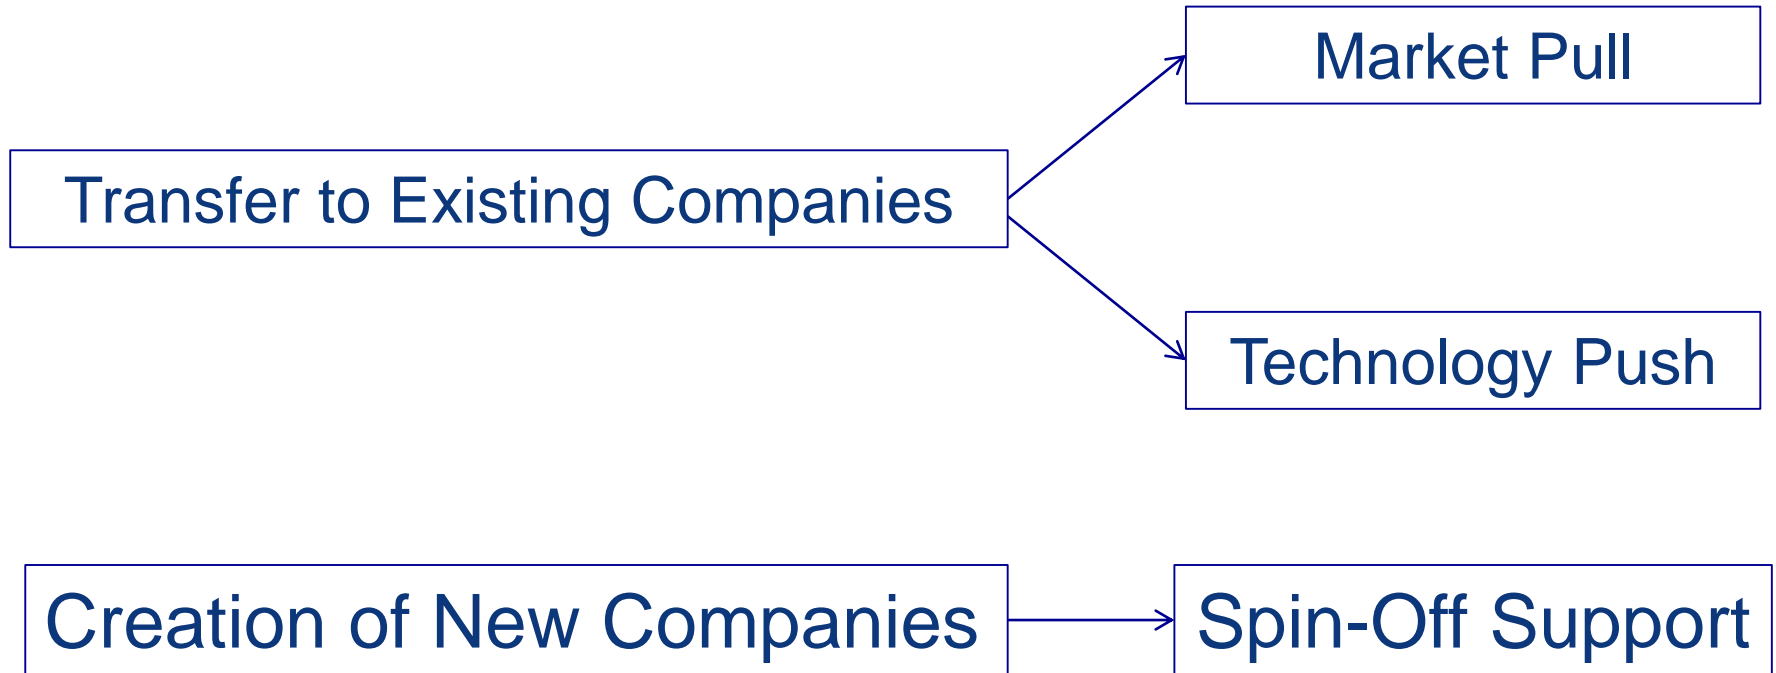 Market Pull
Transfer to Existing Companies
Technology Push
Creation of New Companies
Spin-Off Support